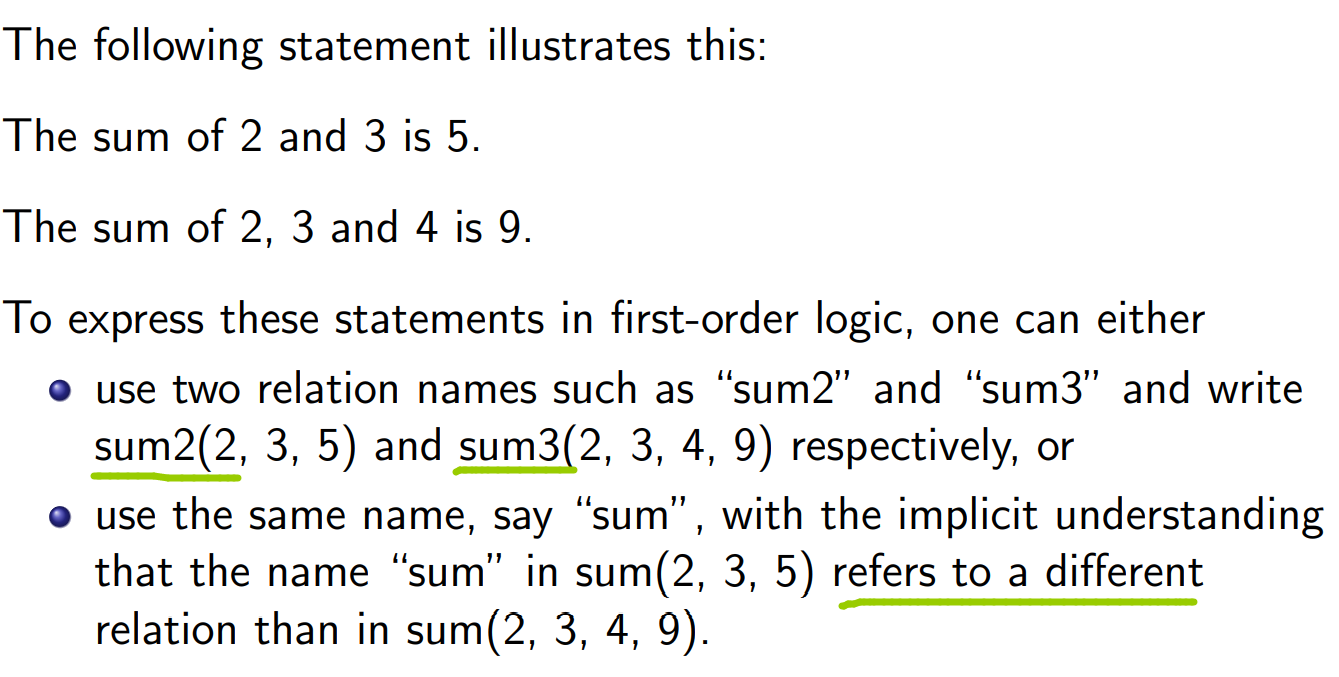 The following statement illustrates this:
The sum of 2 and 3 is 5.
The sum of 2, 3 and 4 is 9.
To express these statements in first-order logic, one can either
use two relation names such as “sum2” and “sum3” and write
sum2(2, 3, 5) and sum3(2, 3, 4, 9) respectively, or
use the same name, say “sum”, with the implicit understanding
that the name “sum” in sum(2, 3, 5) refers to a different
relation than in sum(2, 3, 4, 9).